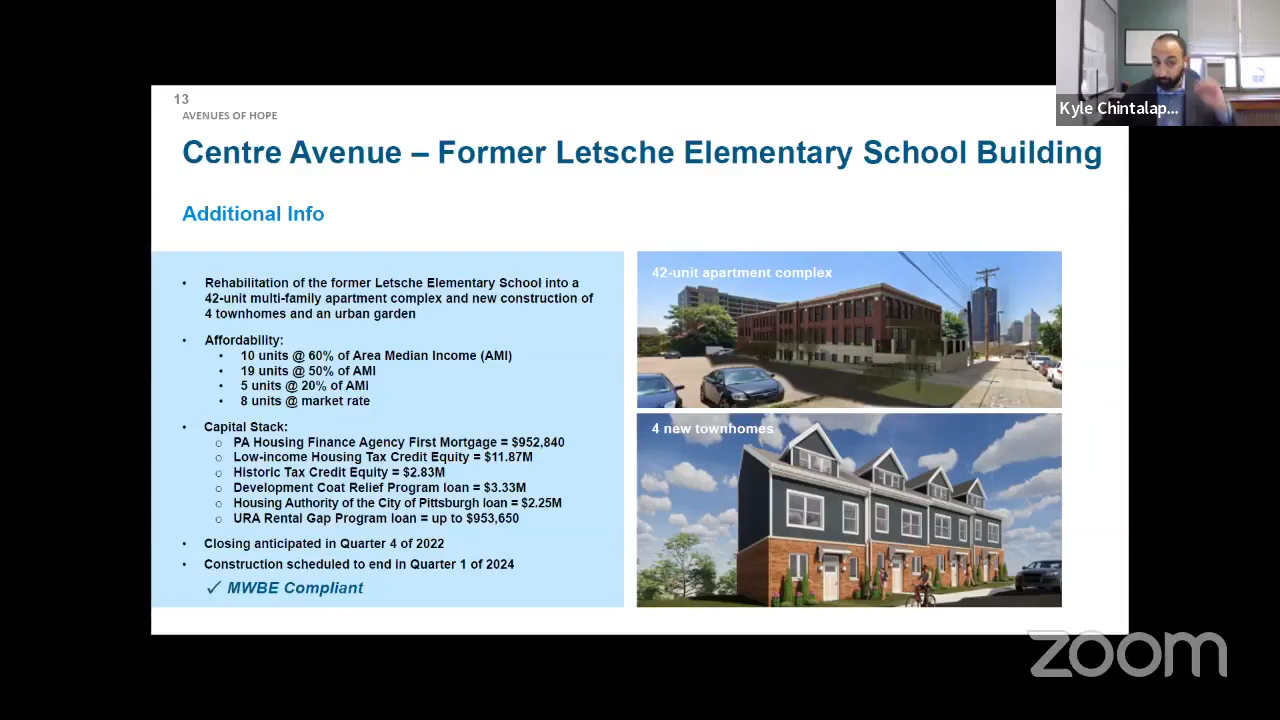 13
AVENUES OF HOPE
Centre Avenue – Former Letsche Elementary School Building
Additional Info
• Rehabilitation of the former Letsche Elementary School into a
42-unit multi-family apartment complex and new construction of
4 townhomes and an urban garden
• Affordability:
• 10 units @ 60% of Area Median Income (AMI)
• 19 units @ 50% of AMI
• 5 units @ 20% of AMI
• 8 units @ market rate
• Capital Stack:
○ PA Housing Finance Agency First Mortgage = $952,840
○ Low-income Housing Tax Credit Equity = $11.87M
○ Historic Tax Credit Equity = $2.83M
○ Development Coat Relief Program loan = $3.33M
○ Housing Authority of the City of Pittsburgh loan = $2.25M
○ URA Rental Gap Program loan = up to $953,650
• Closing anticipated in Quarter 4 of 2022
• Construction scheduled to end in Quarter 1 of 2024
✓ MWBE Compliant
42-unit apartment complex
4 new townhomes
Kyle Chintalap...
zoom